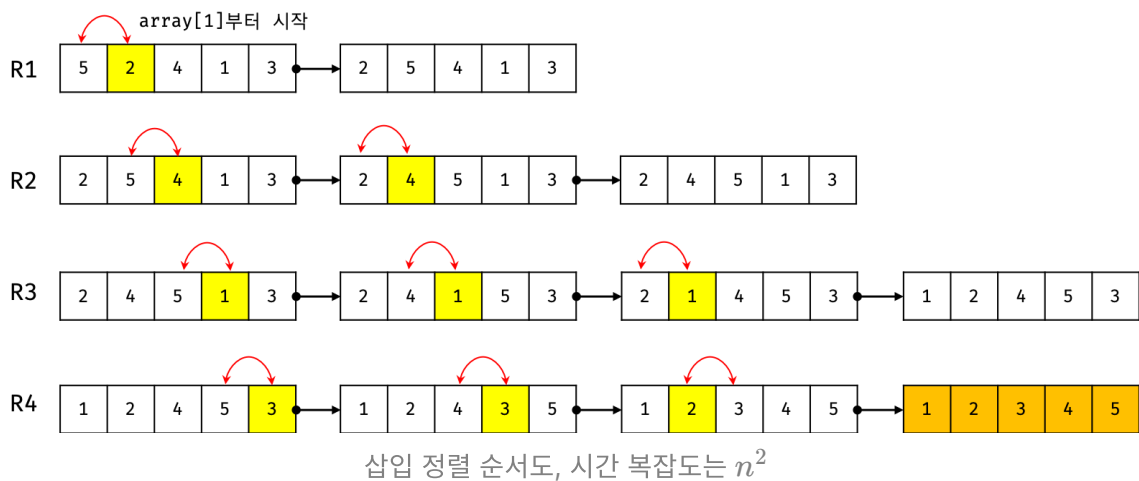 array[1]부터 시작
R1 5 2 4 1 3 2 5 4 1 3
R2 2 5 4 1 3 2 4 5 1 3 2 4 5 1 3
R3 2 4 5 1 3 2 4 1 5 3 2 1 4 5 3 1 2 4 5 3
R4 1 2 4 5 3 1 2 4 3 5 1 2 3 4 5 1 2 3 4 5
삽입 정렬 순서도, 시간 복잡도는 n²